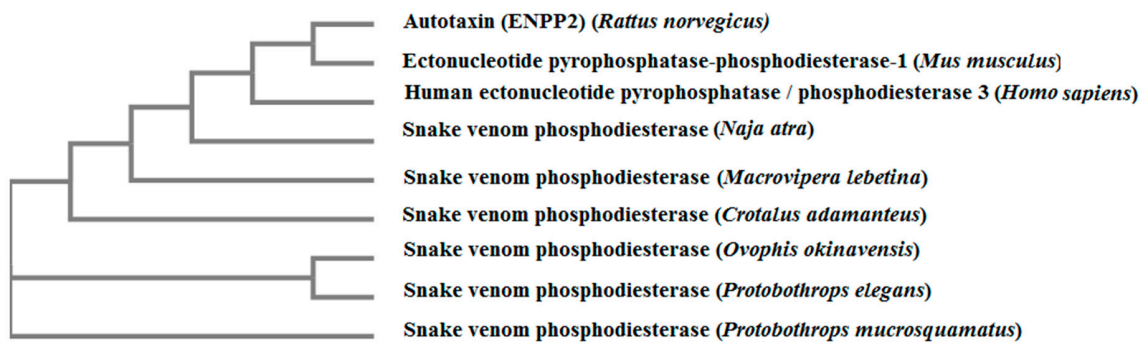 Autotaxin (ENPP2) (Rattus norvegicus)
Ectonucleotide pyrophosphatase-phosphodiesterase-1 (Mus musculus)
Human ectonucleotide pyrophosphatase / phosphodiesterase 3 (Homo sapiens)
Snake venom phosphodiesterase (Naja atra)
Snake venom phosphodiesterase (Macrovipera lebetina)
Snake venom phosphodiesterase (Crotalus adamanteus)
Snake venom phosphodiesterase (Ovophis okinavensis)
Snake venom phosphodiesterase (Protobothrops elegans)
Snake venom phosphodiesterase (Protobothrops mucrosquamatus)